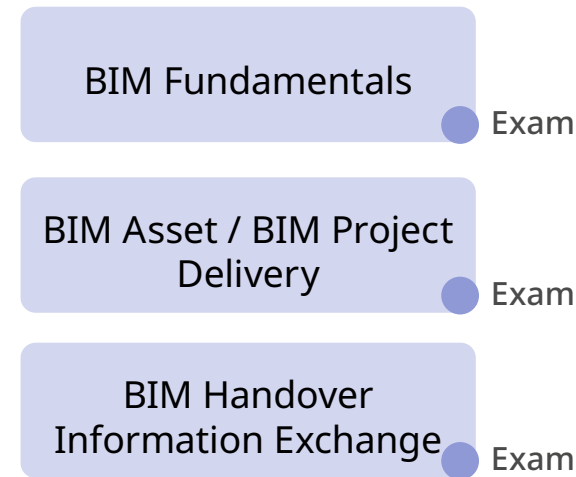 BIM Fundamentals
Exam
BIM Asset / BIM Project
Delivery
Exam
BIM Handover
Information Exchange
Exam